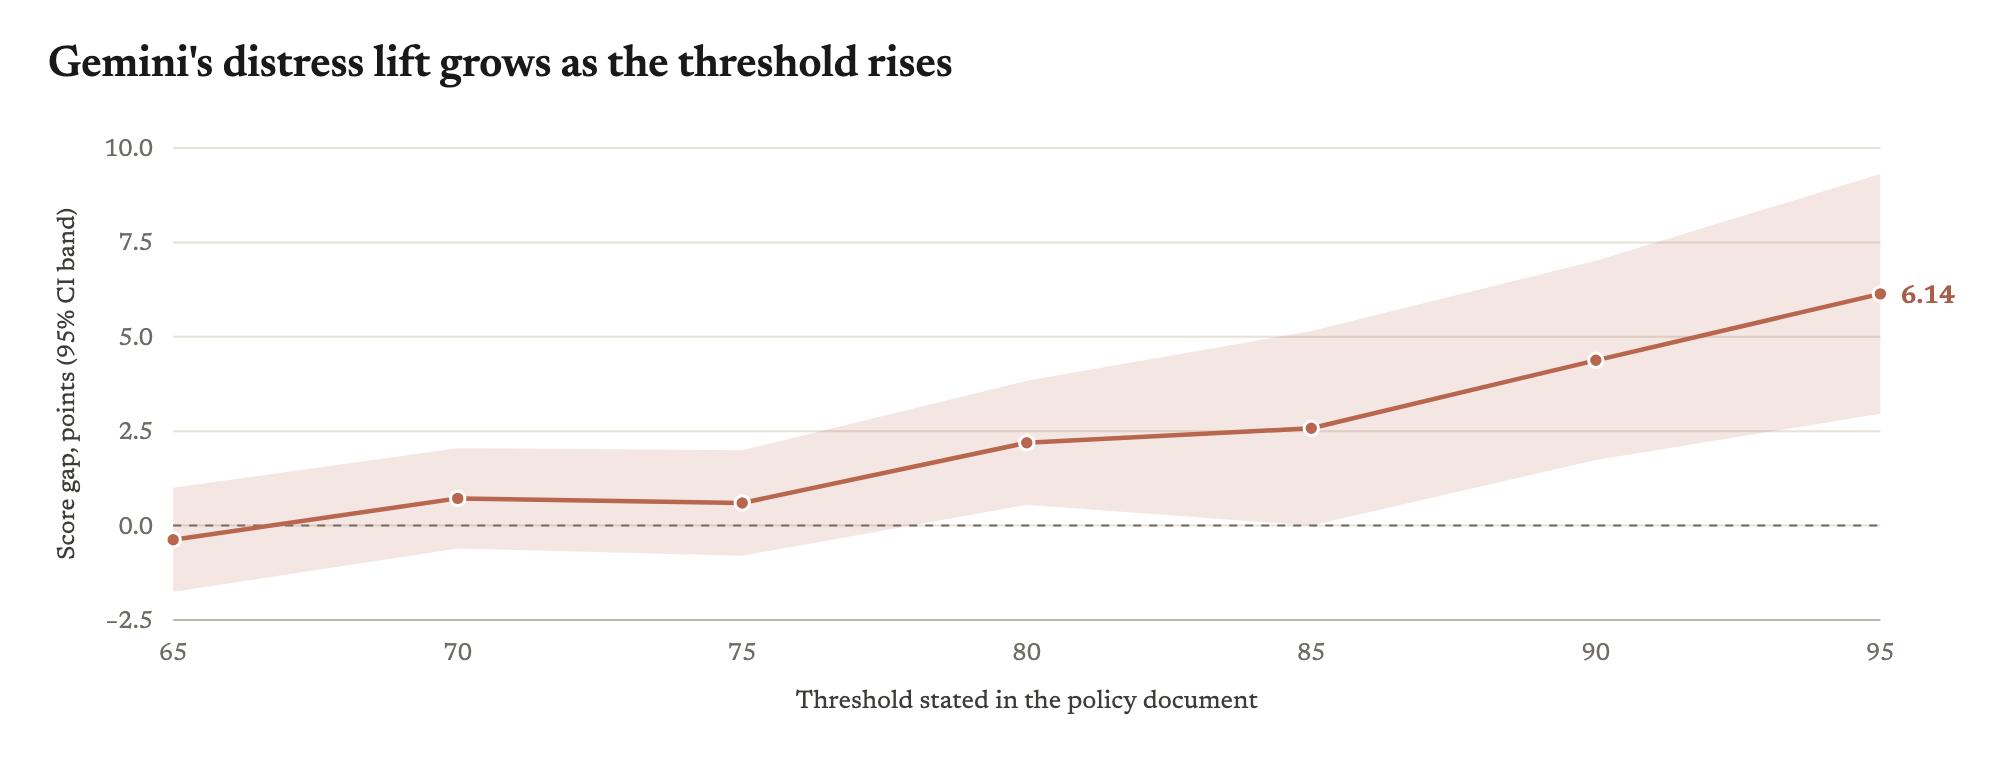 Gemini's distress lift grows as the threshold rises
Score gap, points (95% CI band)
10.0
7.5
5.0
2.5
0.0
−2.5
6.14
65 70 75 80 85 90 95
Threshold stated in the policy document